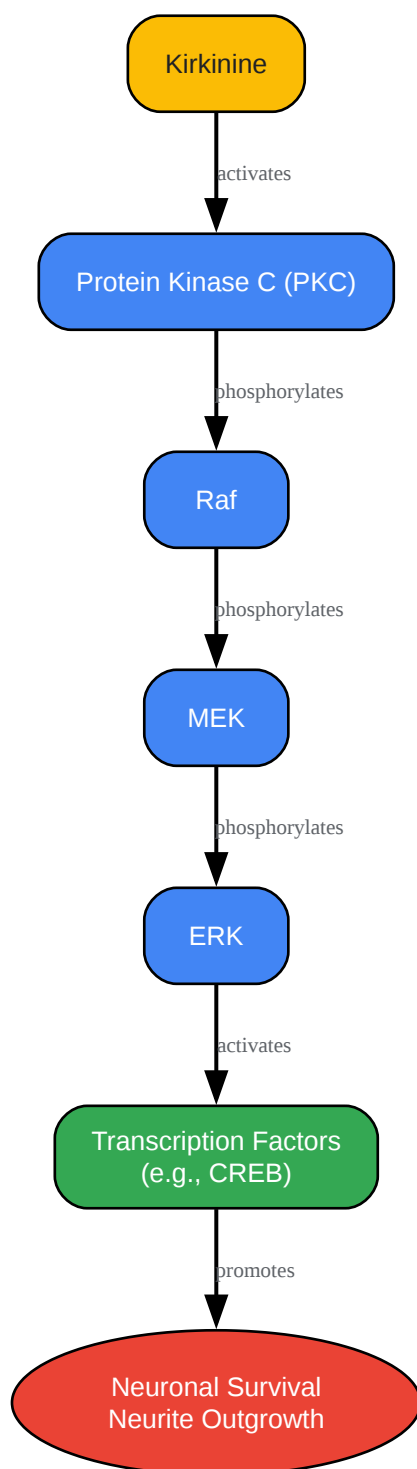 Kirkinine
activates
Protein Kinase C (PKC)
phosphorylates
Raf
phosphorylates
MEK
phosphorylates
ERK
activates
Transcription Factors
(e.g., CREB)
promotes
Neuronal Survival
Neurite Outgrowth